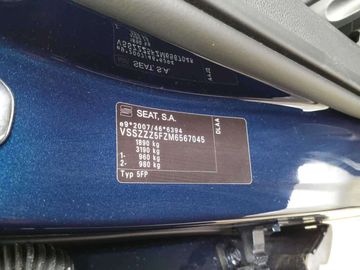 SEAT, S.A.
e9*2007/46*6394
VSSZZZ5FZM6567045
1890 kg
3190 kg
1- 960 kg
2- 980 kg
Typ 5FP
DLAA